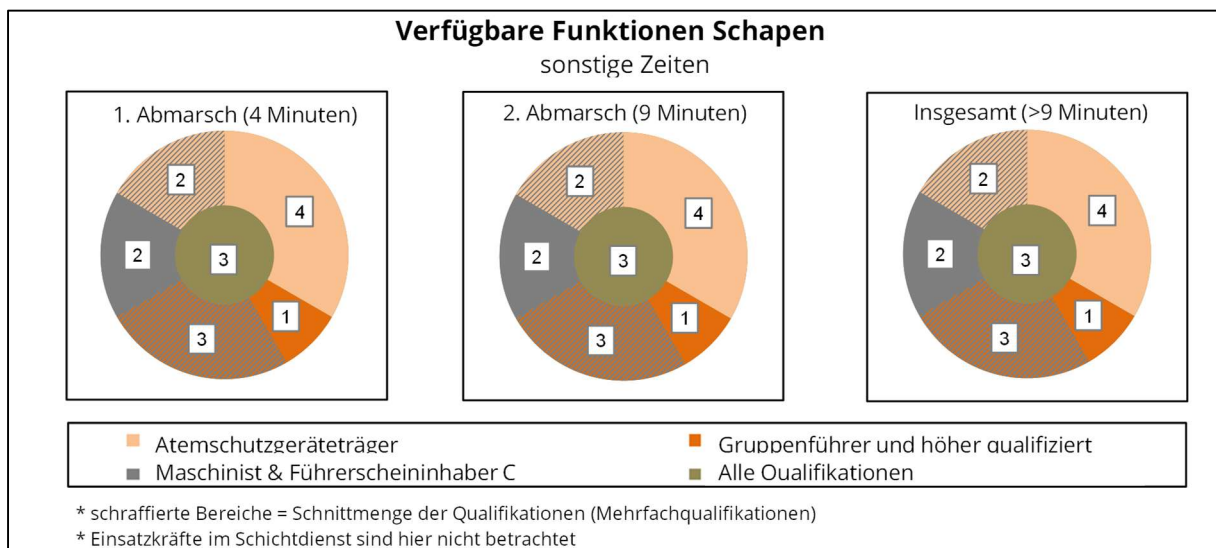 Verfügbare Funktionen Schapen
sonstige Zeiten
1. Abmarsch (4 Minuten)
2
4
2
3
1
3
2. Abmarsch (9 Minuten)
2
4
2
3
1
3
Insgesamt (>9 Minuten)
2
4
2
3
1
3
Atemschutzgeräteträger
Gruppenführer und höher qualifiziert
Maschinist & Führerscheininhaber C
Alle Qualifikationen
* schraffierte Bereiche = Schnittmenge der Qualifikationen (Mehrfachqualifikationen)
* Einsatzkräfte im Schichtdienst sind hier nicht betrachtet